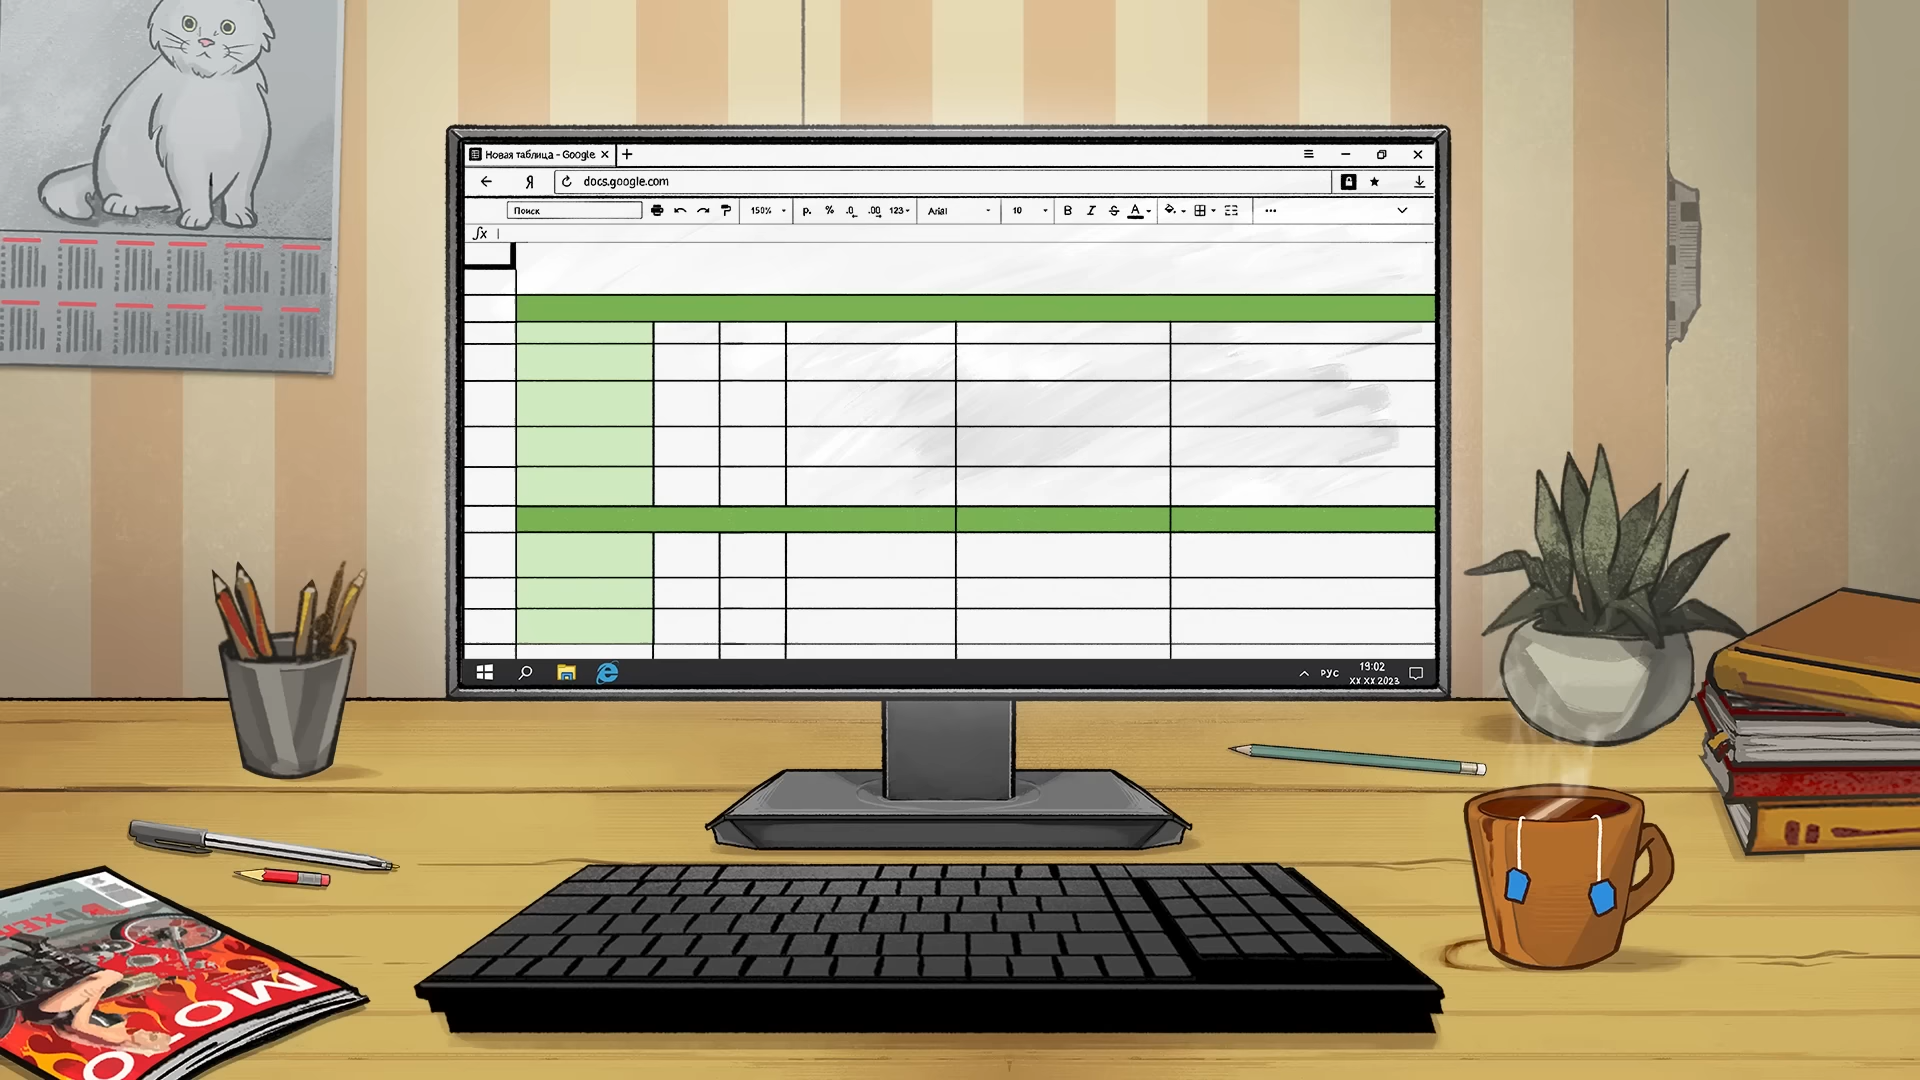 Новая таблица - Google
Я docs.google.com
Поиск 150% р. % .0 .00 123 Arial 10 B I S A ...
fx
РУС 19:02
XX XX 2023
МОТО